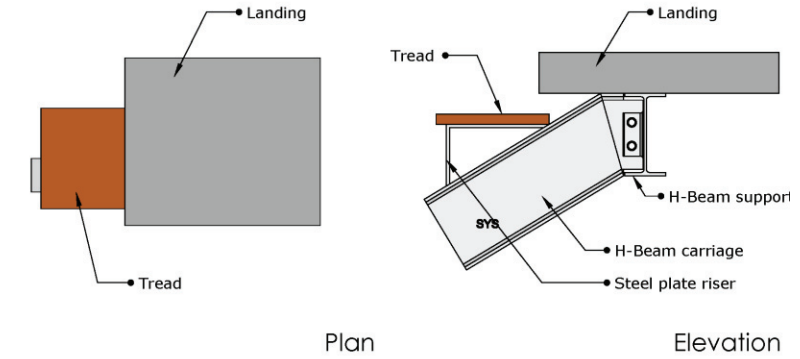 Landing
Tread
Plan
Landing
Tread
H-Beam support
SYS
H-Beam carriage
Steel plate riser
Elevation